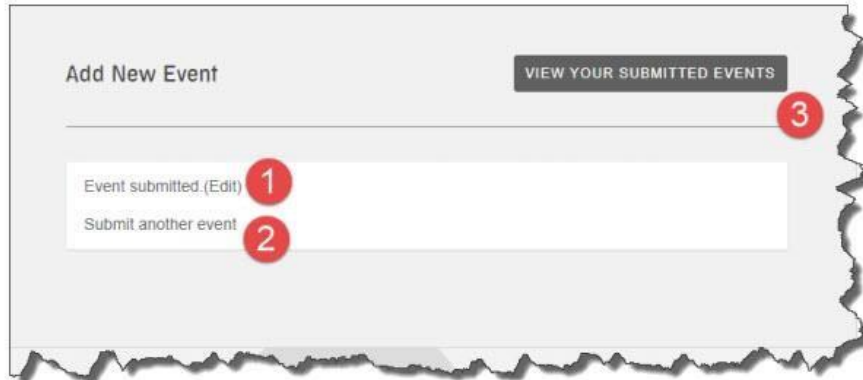 Add New Event
VIEW YOUR SUBMITTED EVENTS
3
Event submitted.(Edit)
1
Submit another event
2